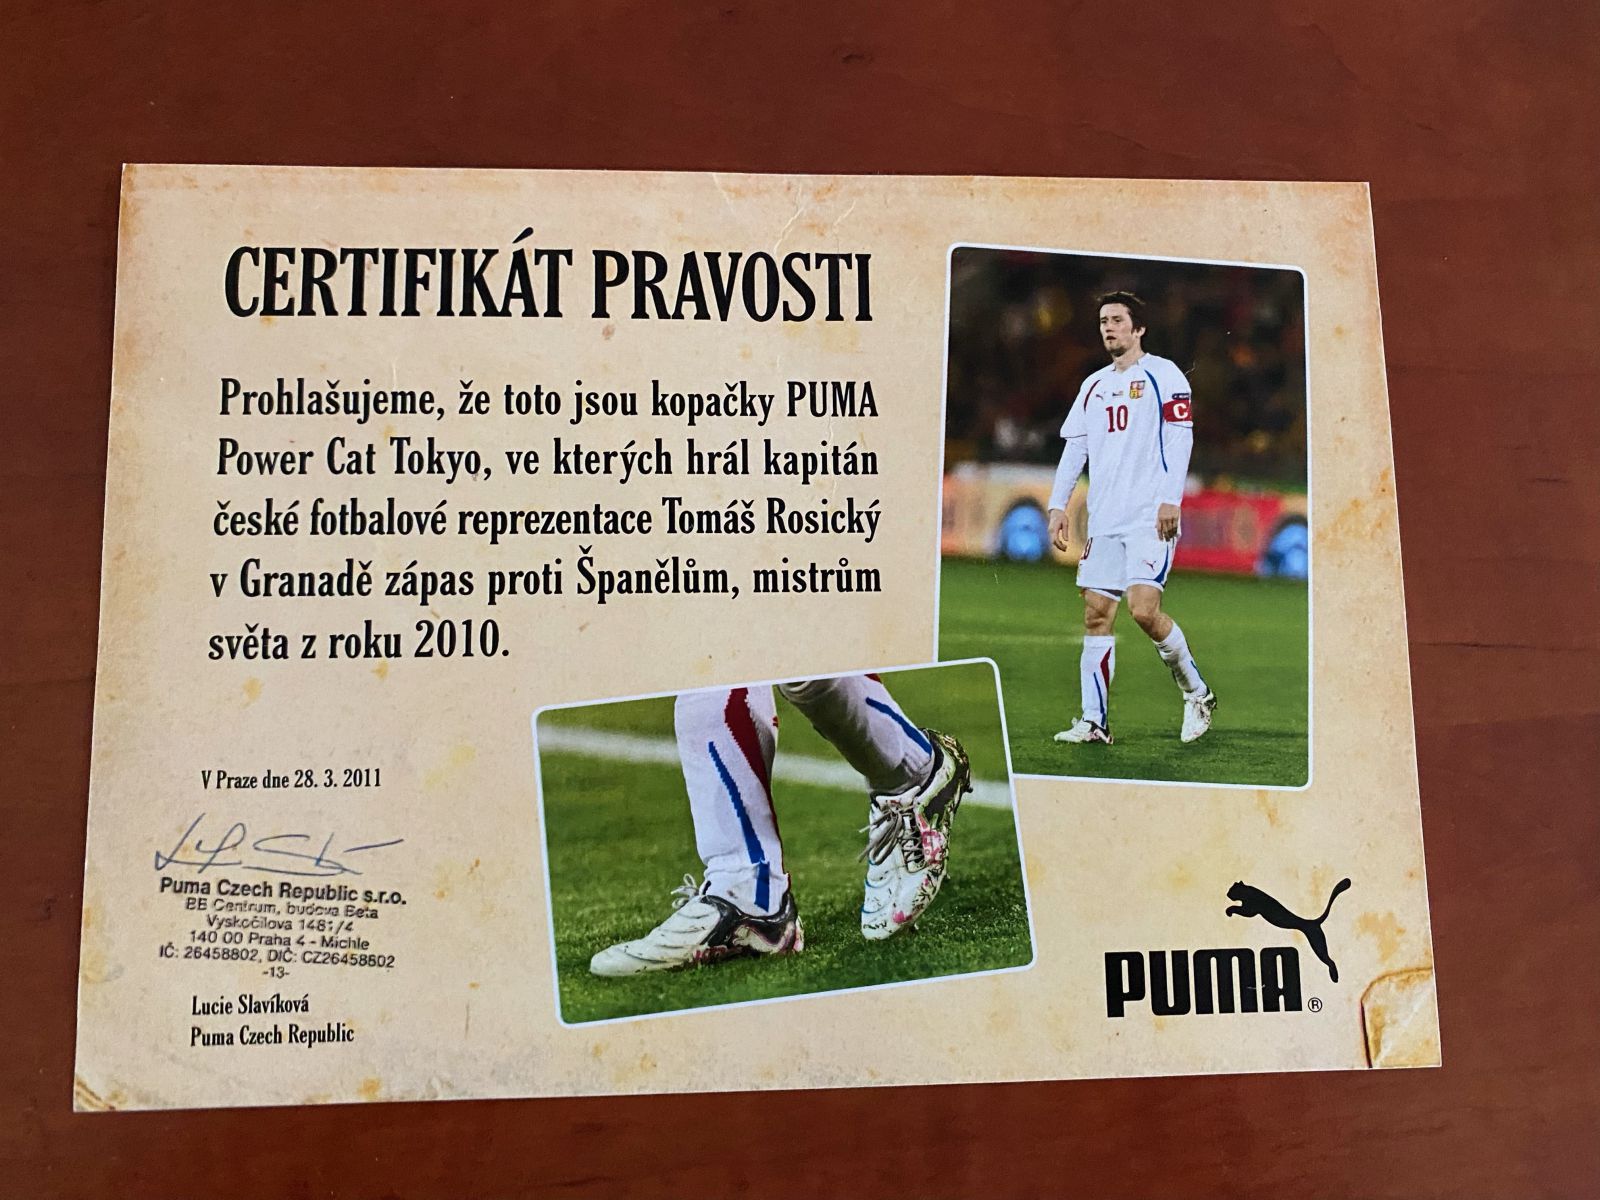 CERTIFIKÁT PRAVOSTI
Prohlašujeme, že toto jsou kopačky PUMA
Power Cat Tokyo, ve kterých hrál kapitán
české fotbalové reprezentace Tomáš Rosický
v Granadě zápas proti Španělům, mistrům
světa z roku 2010.
10
C
V Praze dne 28. 3. 2011
Puma Czech Republic s.r.o.
BB Centrum, budova Beta
Vyskočilova 1481/4
140 00 Praha 4 - Michle
IČ: 26458802, DIČ: CZ26458802
-13-
Lucie Slavíková
Puma Czech Republic
PUMA®